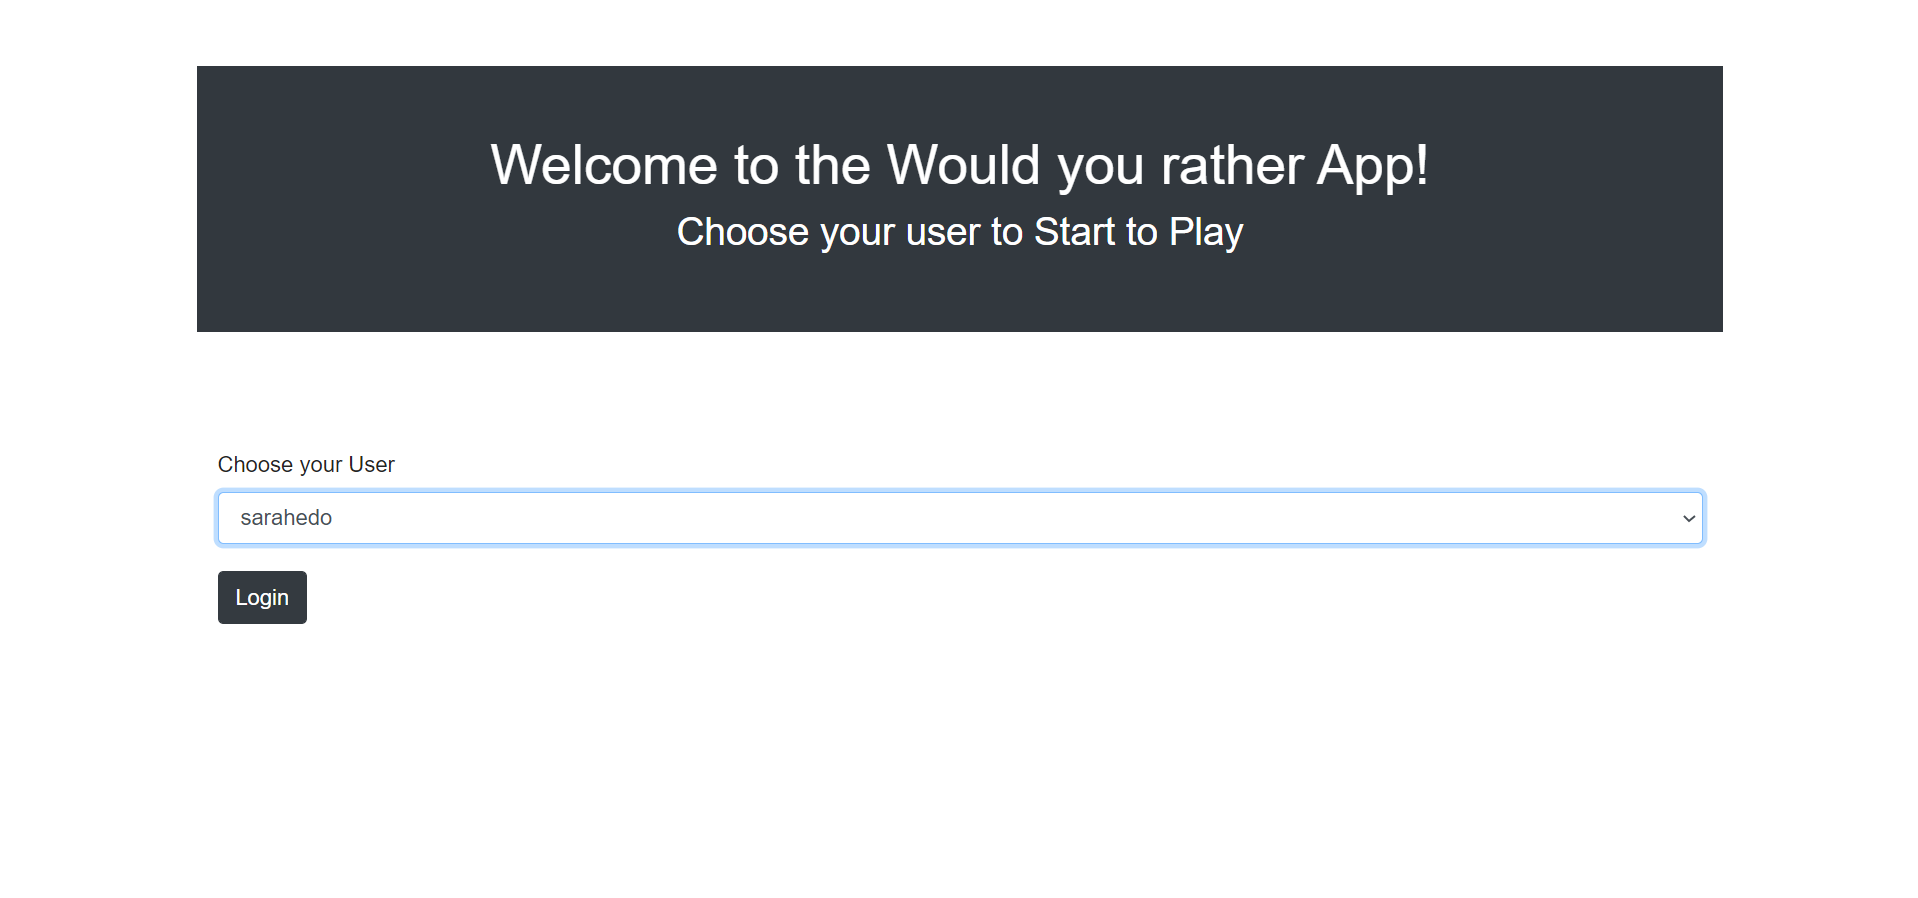 Welcome to the Would you rather App!
Choose your user to Start to Play
Choose your User
sarahedo
Login